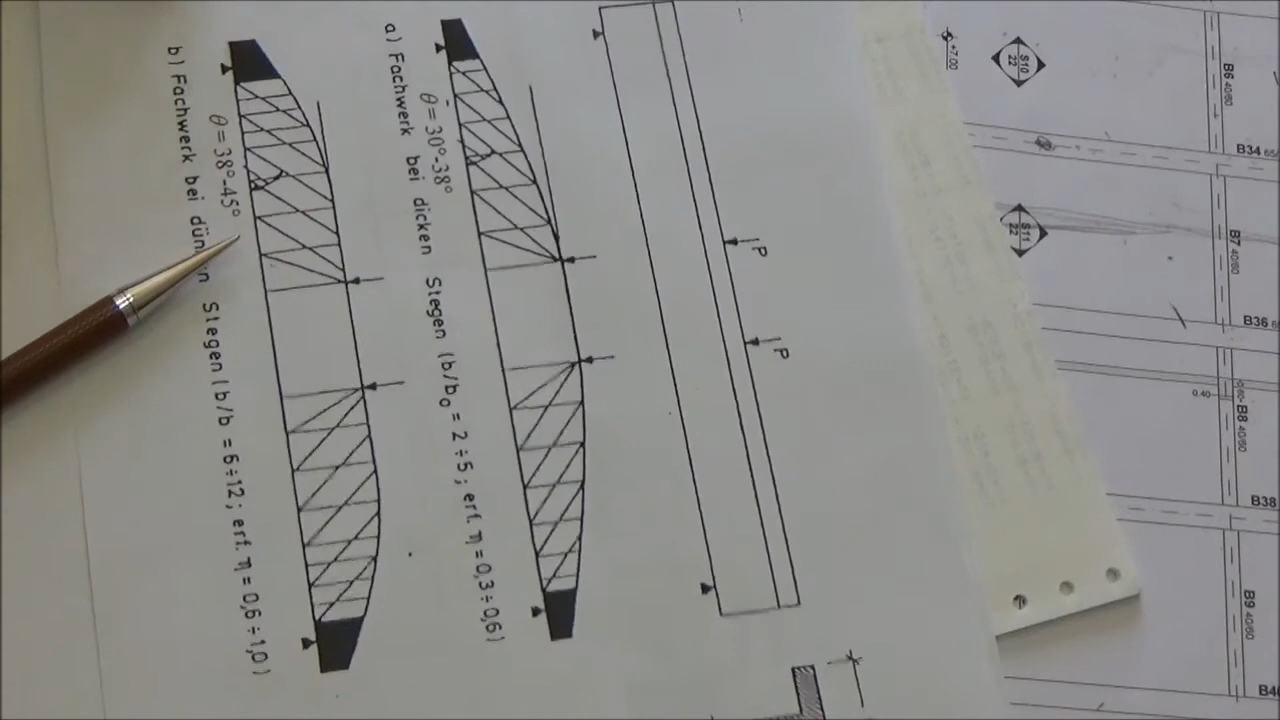 P
P
a) Fachwerk bei dicken Stegen (b/b₀ = 2÷5; erf. η = 0,3÷0,6)
θ = 30°-38°
b) Fachwerk bei Stegen (b/b = 6÷12; erf. η = 0,6÷1,0)
θ = 38°-45°
+7.00
S10
22
S11
22
B6 40/60
B34
B7 40/60
B36
0.40
B8 40/60
B38
B9 40/60